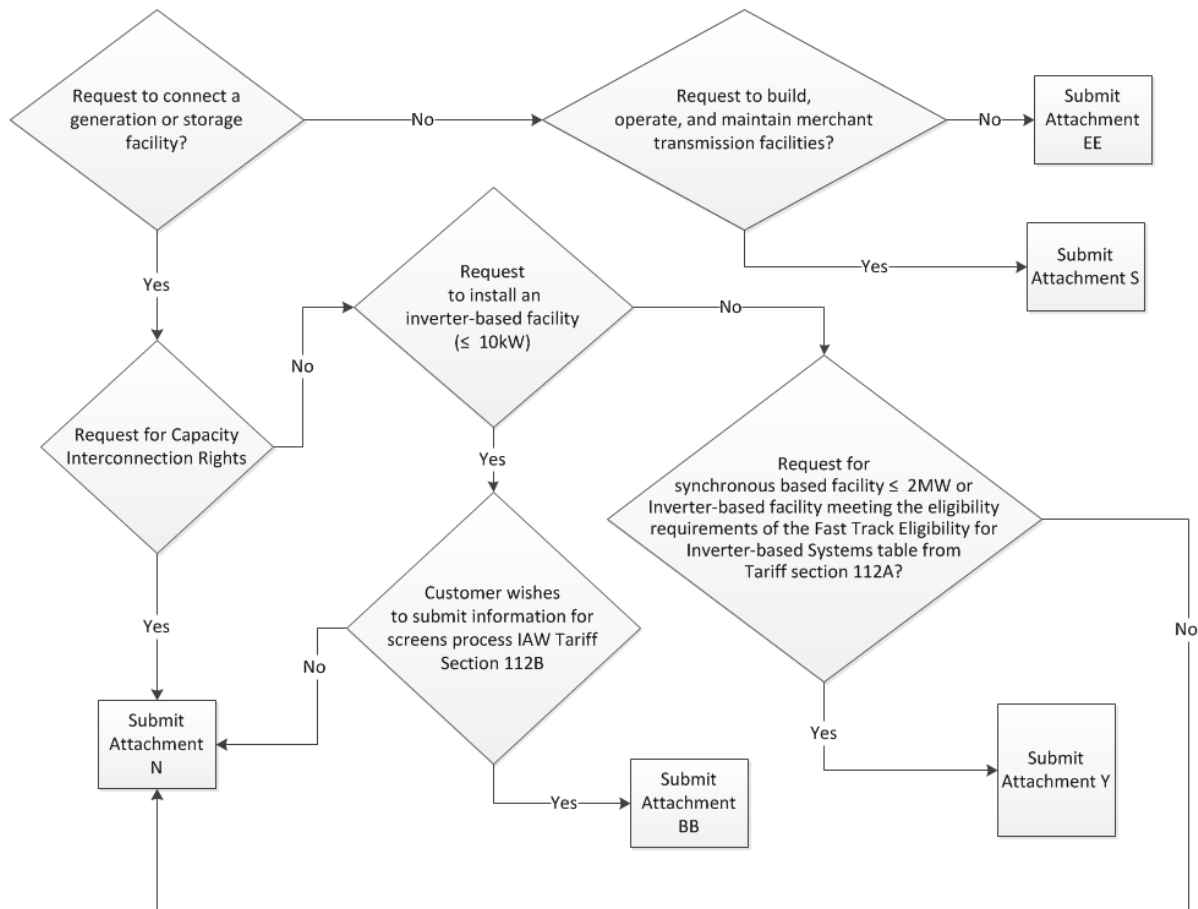 Request to connect a
generation or storage
facility?
No
Request to build,
operate, and maintain merchant
transmission facilities?
No
Submit
Attachment
EE
Yes
Submit
Attachment S
Yes
Request
to install an
inverter-based facility
(≤ 10kW)
No
No
Request for Capacity
Interconnection Rights
Yes
Request for
synchronous based facility ≤ 2MW or
Inverter-based facility meeting the eligibility
requirements of the Fast Track Eligibility for
Inverter-based Systems table from
Tariff section 112A?
Customer wishes
to submit information for
screens process IAW Tariff
Section 112B
Yes
No
No
Submit
Attachment
N
Yes
Submit
Attachment Y
Yes
Submit
Attachment
BB